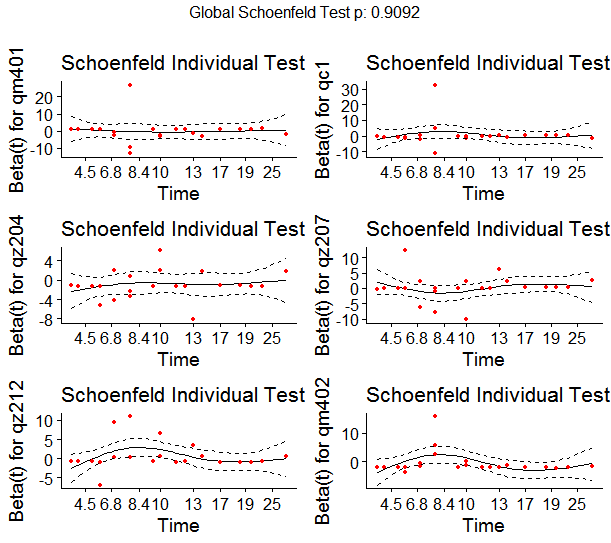 Global Schoenfeld Test p: 0.9092
Schoenfeld Individual Test
Beta(t) for qm401
20
10
0
-10
4.5 6.8 8.4 10 13 17 19 25
Time
Schoenfeld Individual Test
Beta(t) for qc1
30
20
10
0
-10
4.5 6.8 8.4 10 13 17 19 25
Time
Schoenfeld Individual Test
Beta(t) for qz204
4
0
-4
-8
4.5 6.8 8.4 10 13 17 19 25
Time
Schoenfeld Individual Test
Beta(t) for qz207
10
5
0
-5
-10
4.5 6.8 8.4 10 13 17 19 25
Time
Schoenfeld Individual Test
Beta(t) for qz212
10
5
0
-5
4.5 6.8 8.4 10 13 17 19 25
Time
Schoenfeld Individual Test
Beta(t) for qm402
10
0
4.5 6.8 8.4 10 13 17 19 25
Time